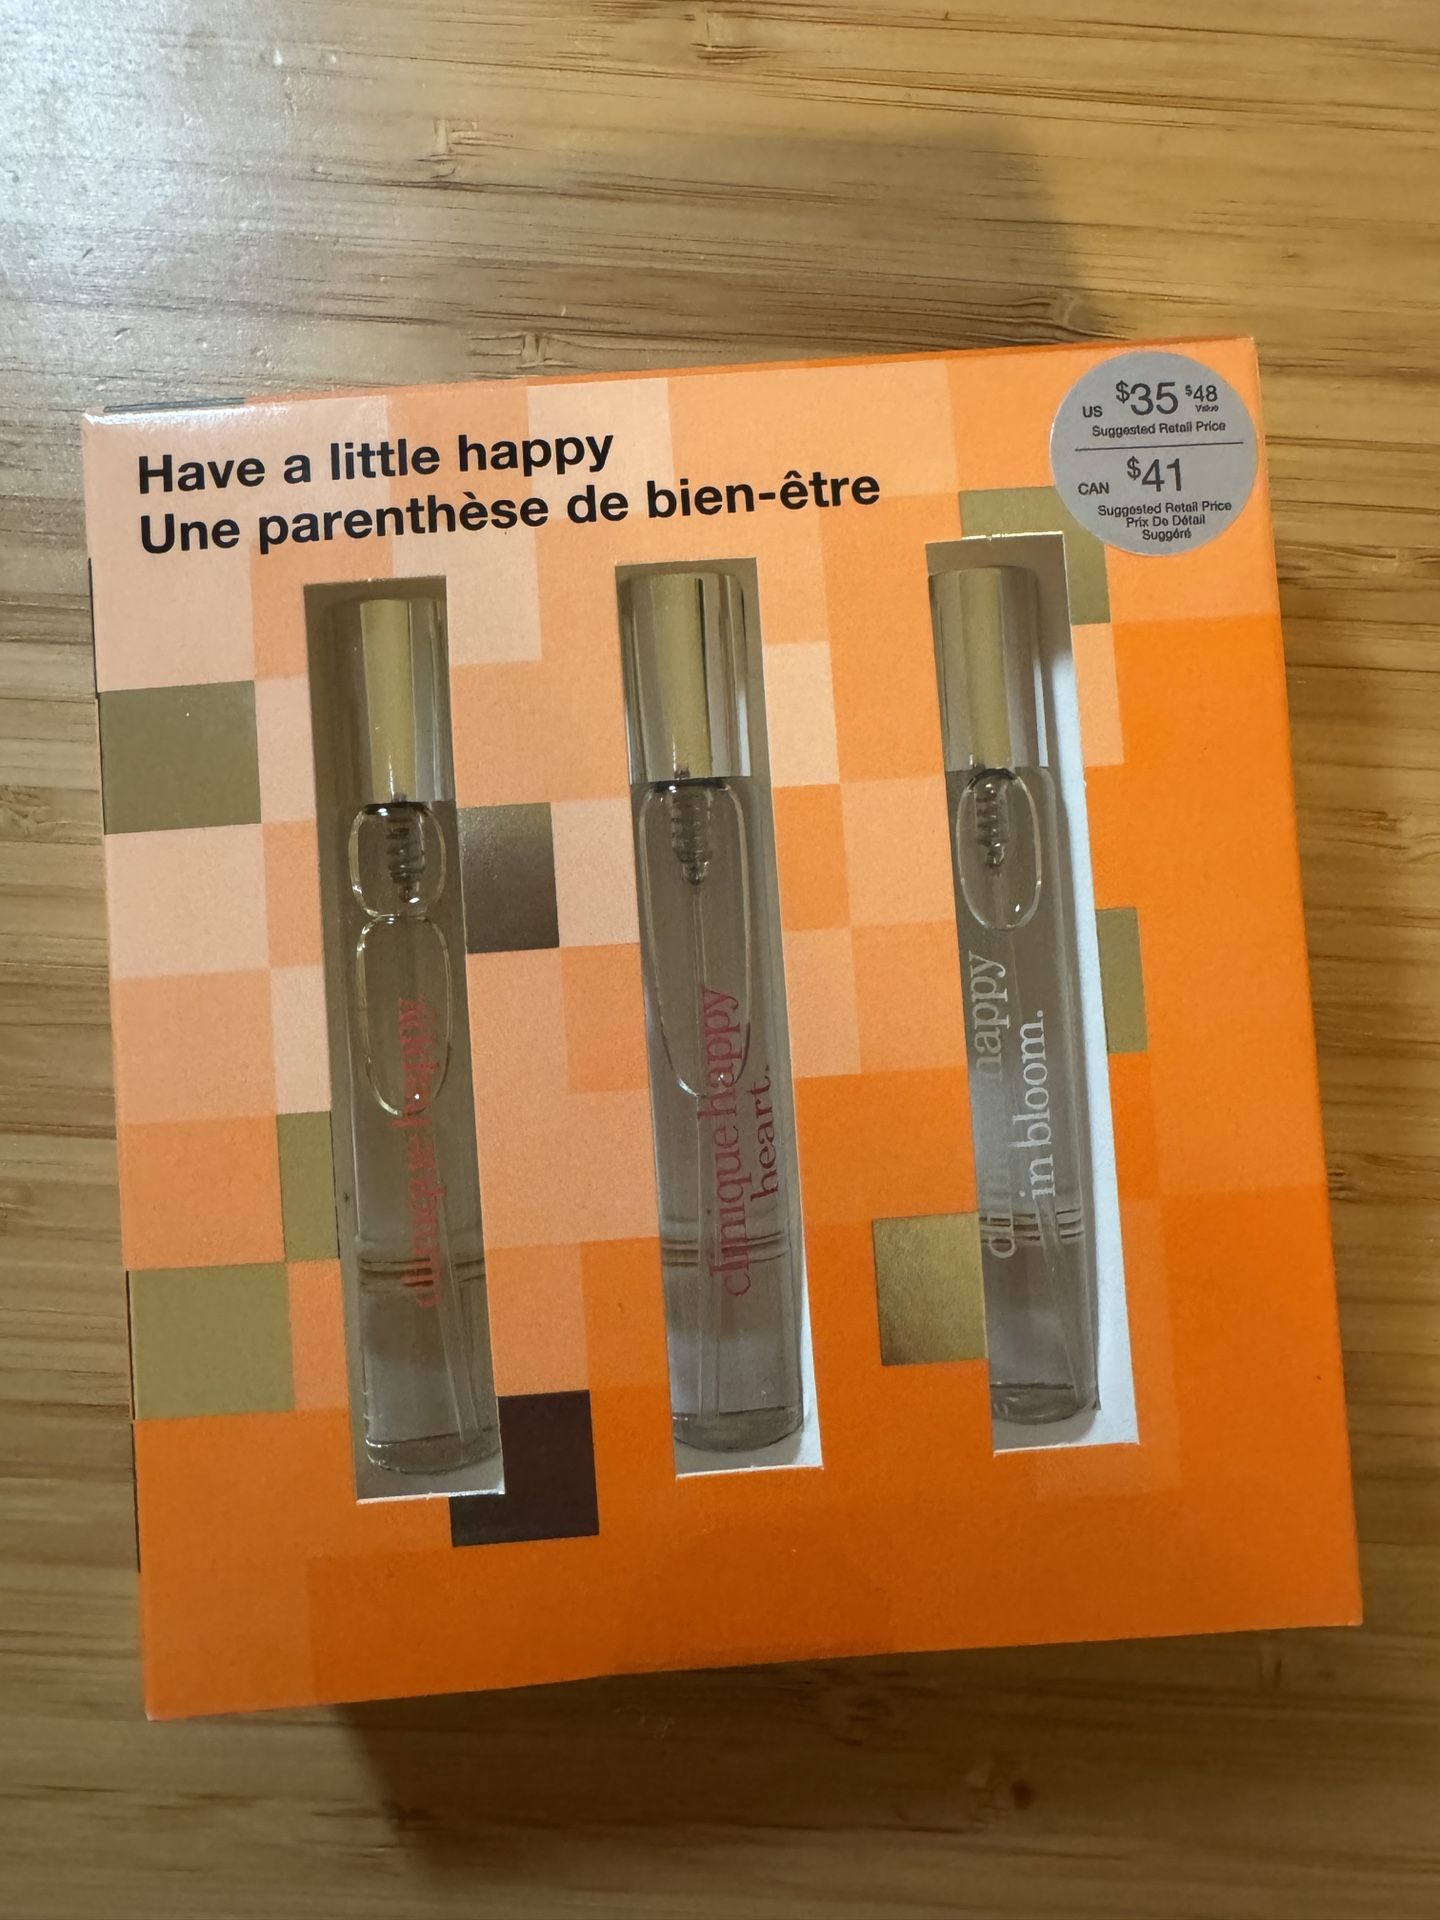 Have a little happy
Une parenthèse de bien-être
US $35 $48 Value
Suggested Retail Price
CAN $41
Suggested Retail Price
Prix De Détail
Suggéré
clinique happy.
clinique happy
heart.
clinique happy
in bloom.